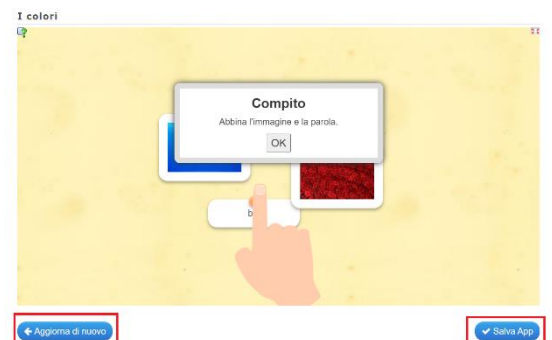 I colori
Compito
Abbina l'immagine e la parola.
OK
Aggiorna di nuovo
Salva App